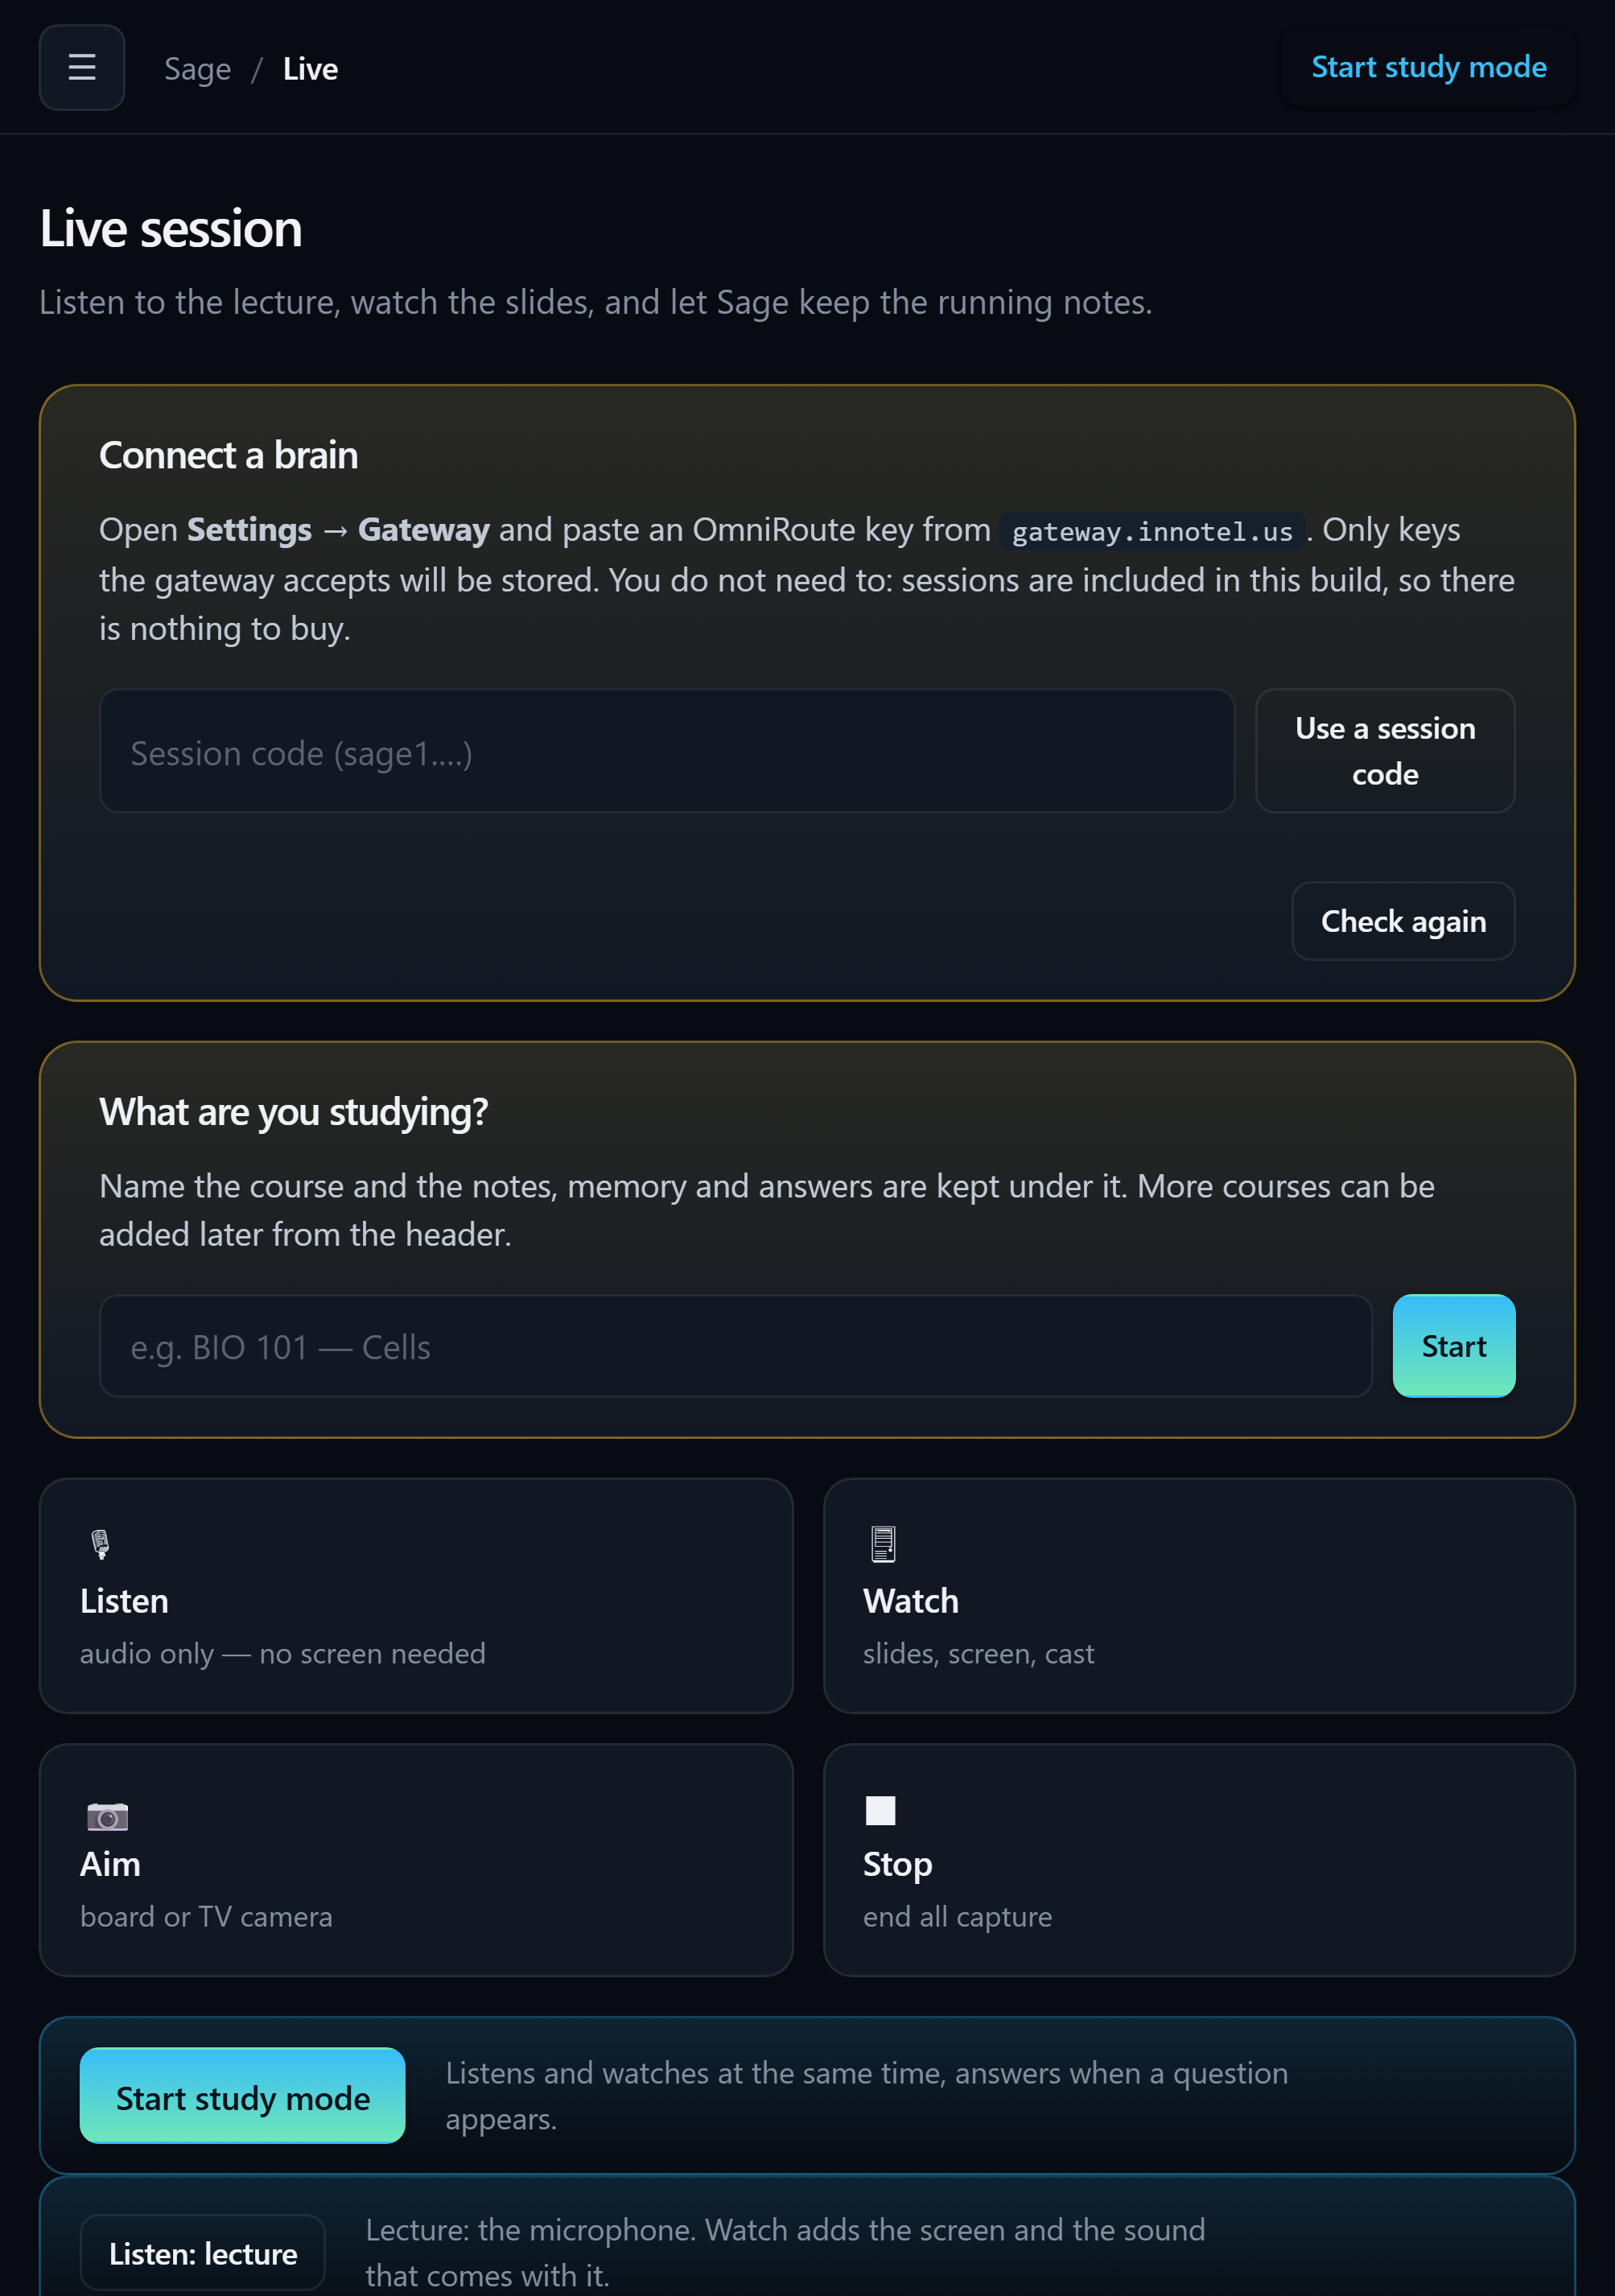 Sage / Live
Start study mode
Live session
Listen to the lecture, watch the slides, and let Sage keep the running notes.
Connect a brain
Open Settings → Gateway and paste an OmniRoute key from gateway.innotel.us. Only keys
the gateway accepts will be stored. You do not need to: sessions are included in this build, so there
is nothing to buy.
Session code (sage1.…)
Use a session
code
Check again
What are you studying?
Name the course and the notes, memory and answers are kept under it. More courses can be
added later from the header.
e.g. BIO 101 — Cells
Start
Listen
audio only — no screen needed
Watch
slides, screen, cast
Aim
board or TV camera
Stop
end all capture
Start study mode
Listens and watches at the same time, answers when a question
appears.
Listen: lecture
Lecture: the microphone. Watch adds the screen and the sound
that comes with it.